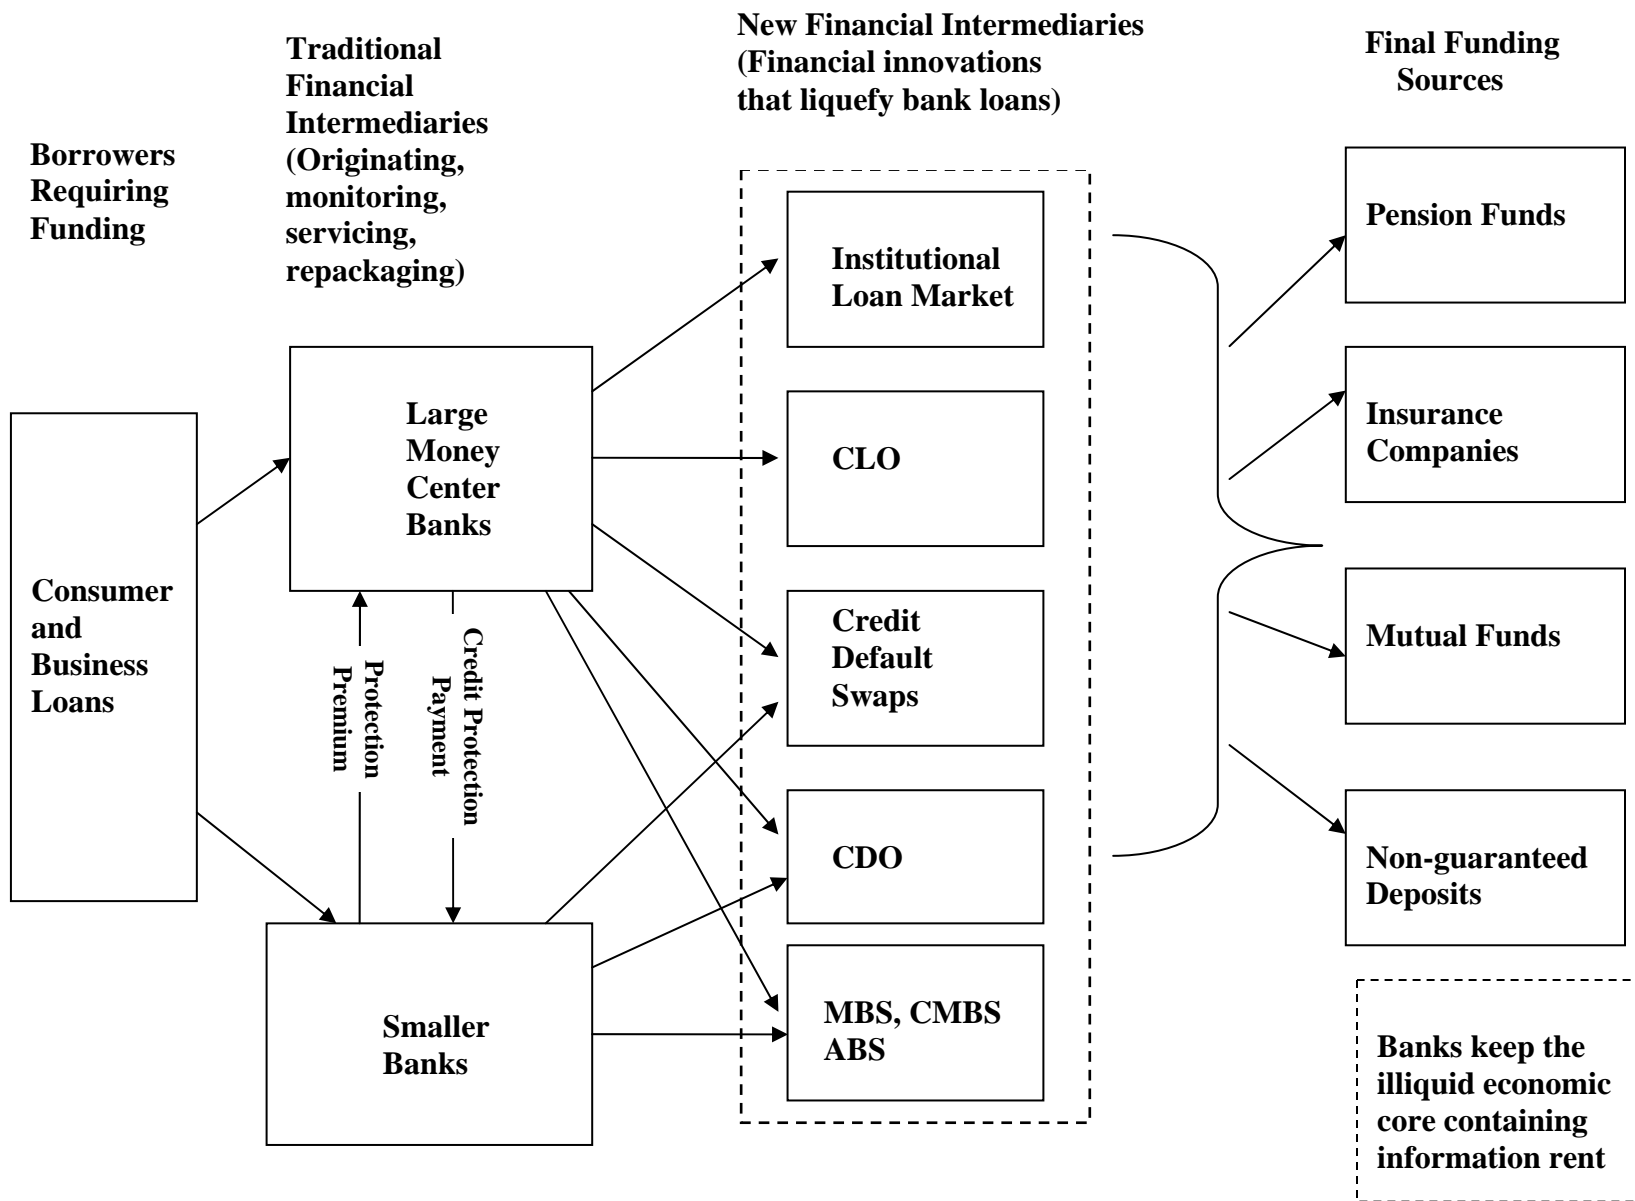 Borrowers
Requiring
Funding
Traditional
Financial
Intermediaries
(Originating,
monitoring,
servicing,
repackaging)
New Financial Intermediaries
(Financial innovations
that liquefy bank loans)
Final Funding
Sources
Consumer
and
Business
Loans
Large
Money
Center
Banks
Protection
Premium
Credit Protection
Payment
Smaller
Banks
Institutional
Loan Market
CLO
Credit
Default
Swaps
CDO
MBS, CMBS
ABS
Pension Funds
Insurance
Companies
Mutual Funds
Non-guaranteed
Deposits
Banks keep the
illiquid economic
core containing
information rent